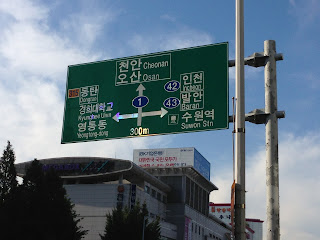 천안 Cheonan
오산 Osan
동탄
Dongtan
경희대학교
Kyunghee Univ
영통동
Yeongtong-dong
1
42
43
인천
Incheon
발안
Baran
수원역
Suwon Stn
300m